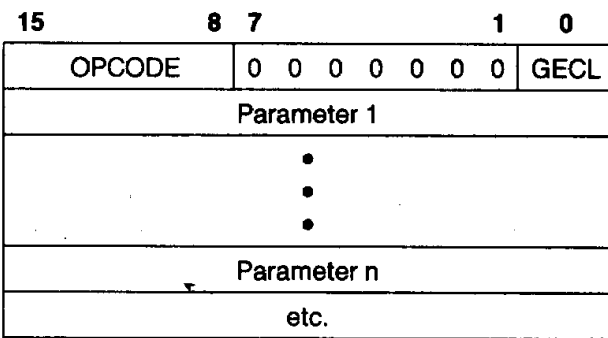 15 8 7 1 0
OPCODE 0 0 0 0 0 0 0 GECL
Parameter 1
Parameter n
etc.